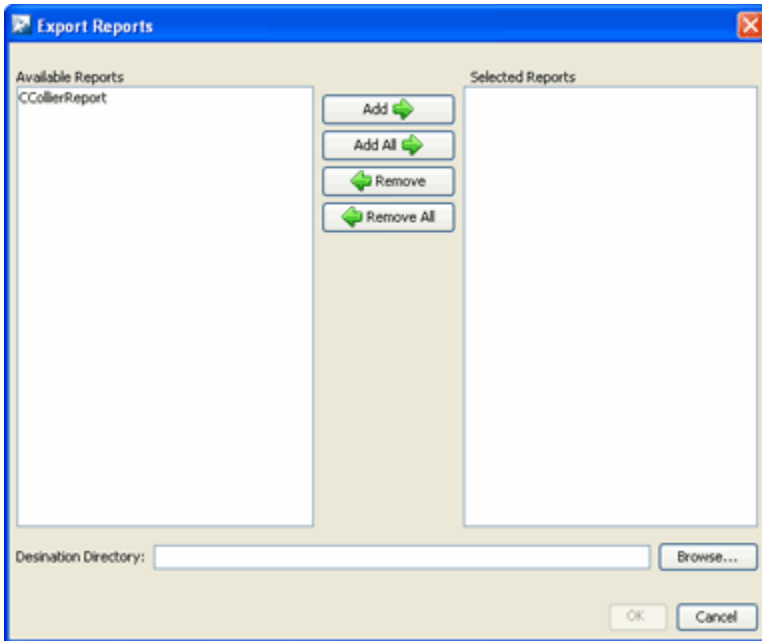 Export Reports
Available Reports
Selected Reports
CCollierReport
Add
Add All
Remove
Remove All
Desination Directory:
Browse...
OK
Cancel